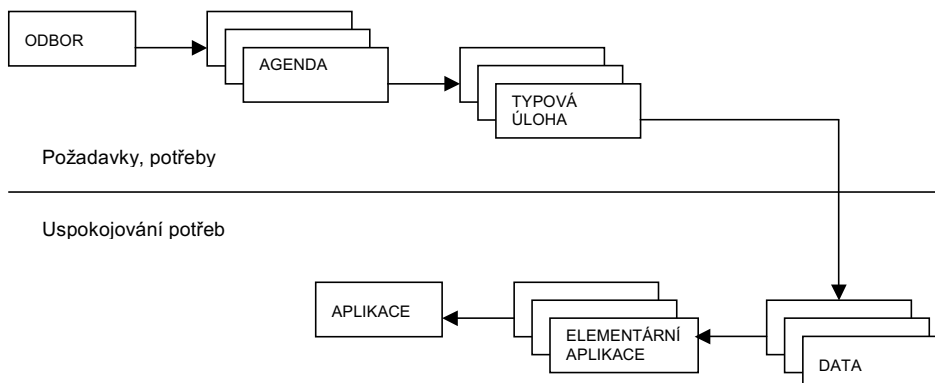 ODBOR
AGENDA
TYPOVÁ
ÚLOHA
Požadavky, potřeby
Uspokojování potřeb
APLIKACE
ELEMENTÁRNÍ
APLIKACE
DATA